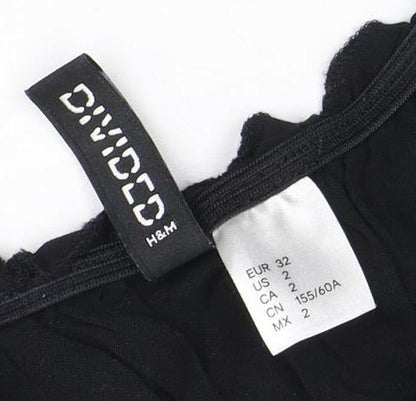 DIVIDED
H&M
EUR 32
US 2
CA 2
CN 155/60A
MX 2